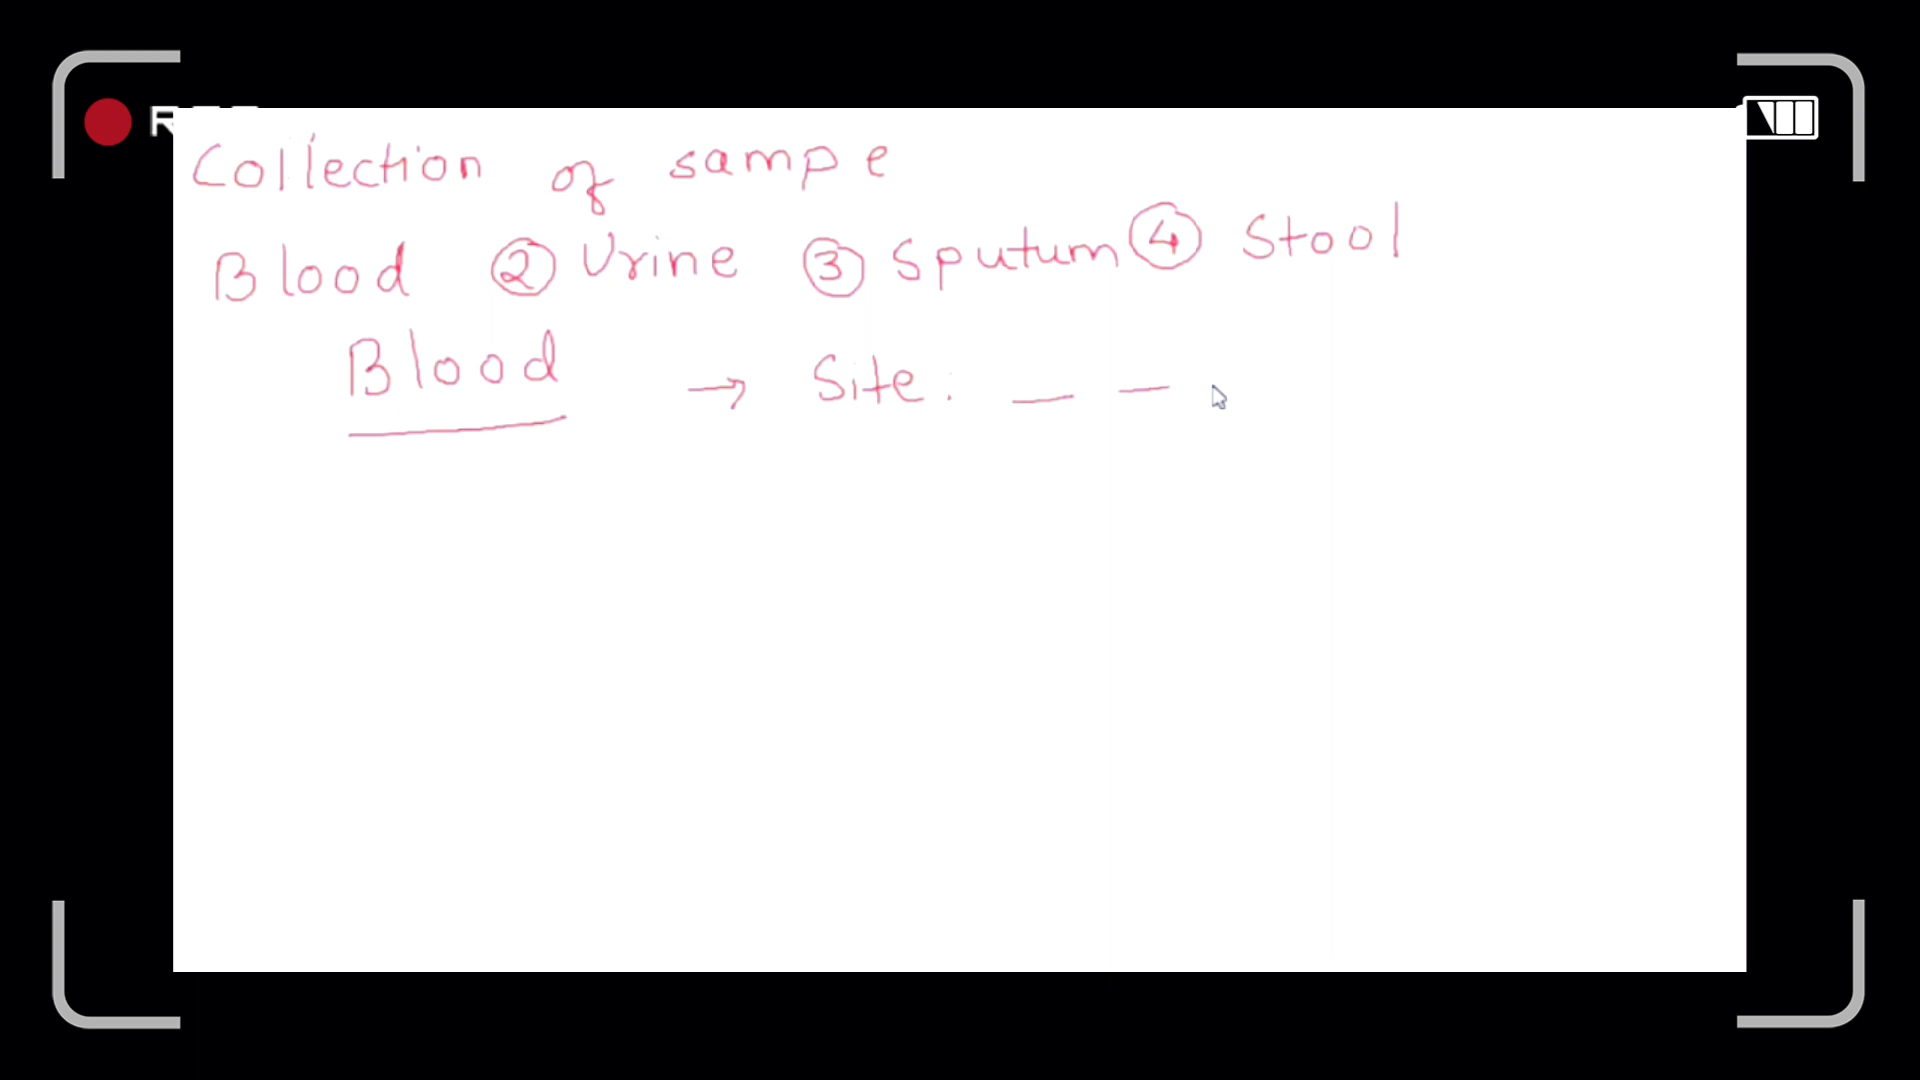 Collection of sampe
Blood ② Urine ③ Sputum ④ Stool
Blood → Site: — —